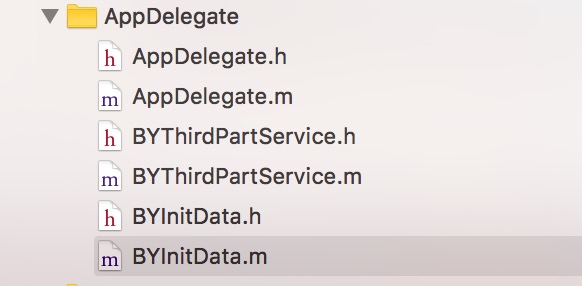 AppDelegate
h AppDelegate.h
m AppDelegate.m
h BYThirdPartService.h
m BYThirdPartService.m
h BYInitData.h
m BYInitData.m